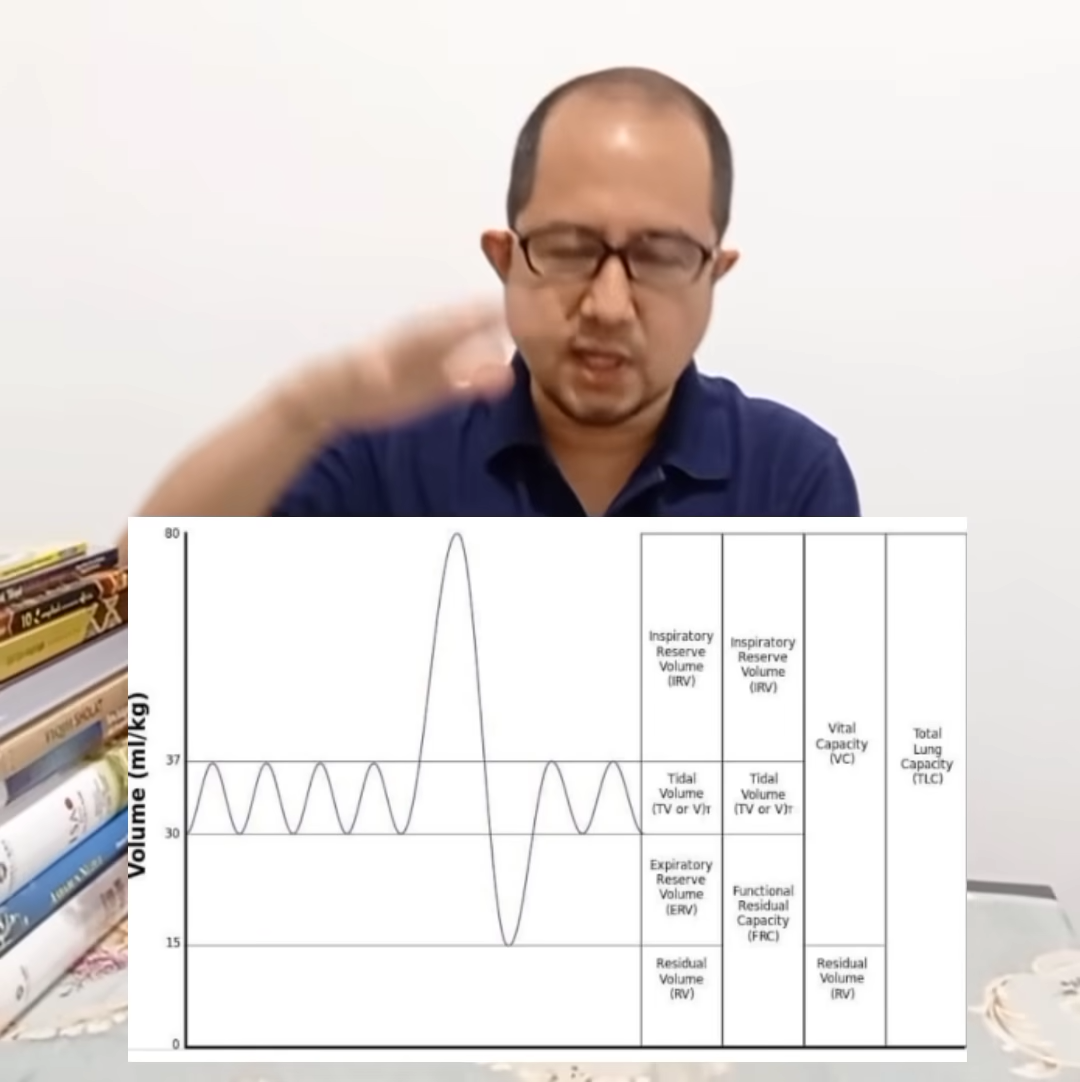 80
37
30
15
0
Volume (ml/kg)
Inspiratory
Reserve
Volume
(IRV)
Inspiratory
Reserve
Volume
(IRV)
Vital
Capacity
(VC)
Total
Lung
Capacity
(TLC)
Tidal
Volume
(TV or V)T
Tidal
Volume
(TV or V)T
Expiratory
Reserve
Volume
(ERV)
Functional
Residual
Capacity
(FRC)
Residual
Volume
(RV)
Residual
Volume
(RV)
10